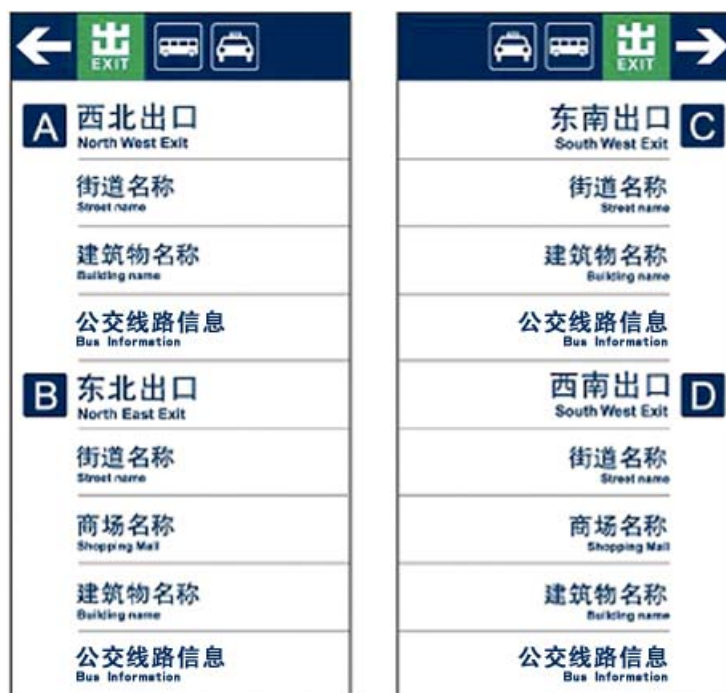 出
EXIT
A 西北出口
North West Exit
街道名称
Street name
建筑物名称
Building name
公交线路信息
Bus Information
B 东北出口
North East Exit
街道名称
Street name
商场名称
Shopping Mall
建筑物名称
Building name
公交线路信息
Bus Information
出
EXIT
东南出口 C
South West Exit
街道名称
Street name
建筑物名称
Building name
公交线路信息
Bus Information
西南出口 D
South West Exit
街道名称
Street name
商场名称
Shopping Mall
建筑物名称
Building name
公交线路信息
Bus Information